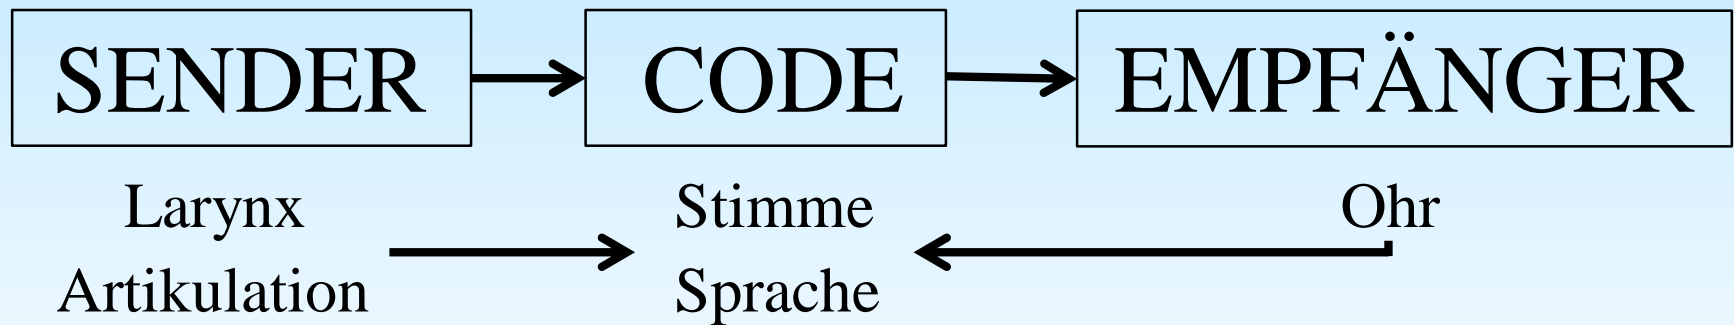 SENDER CODE EMPFÄNGER
Larynx Stimme Ohr
Artikulation Sprache